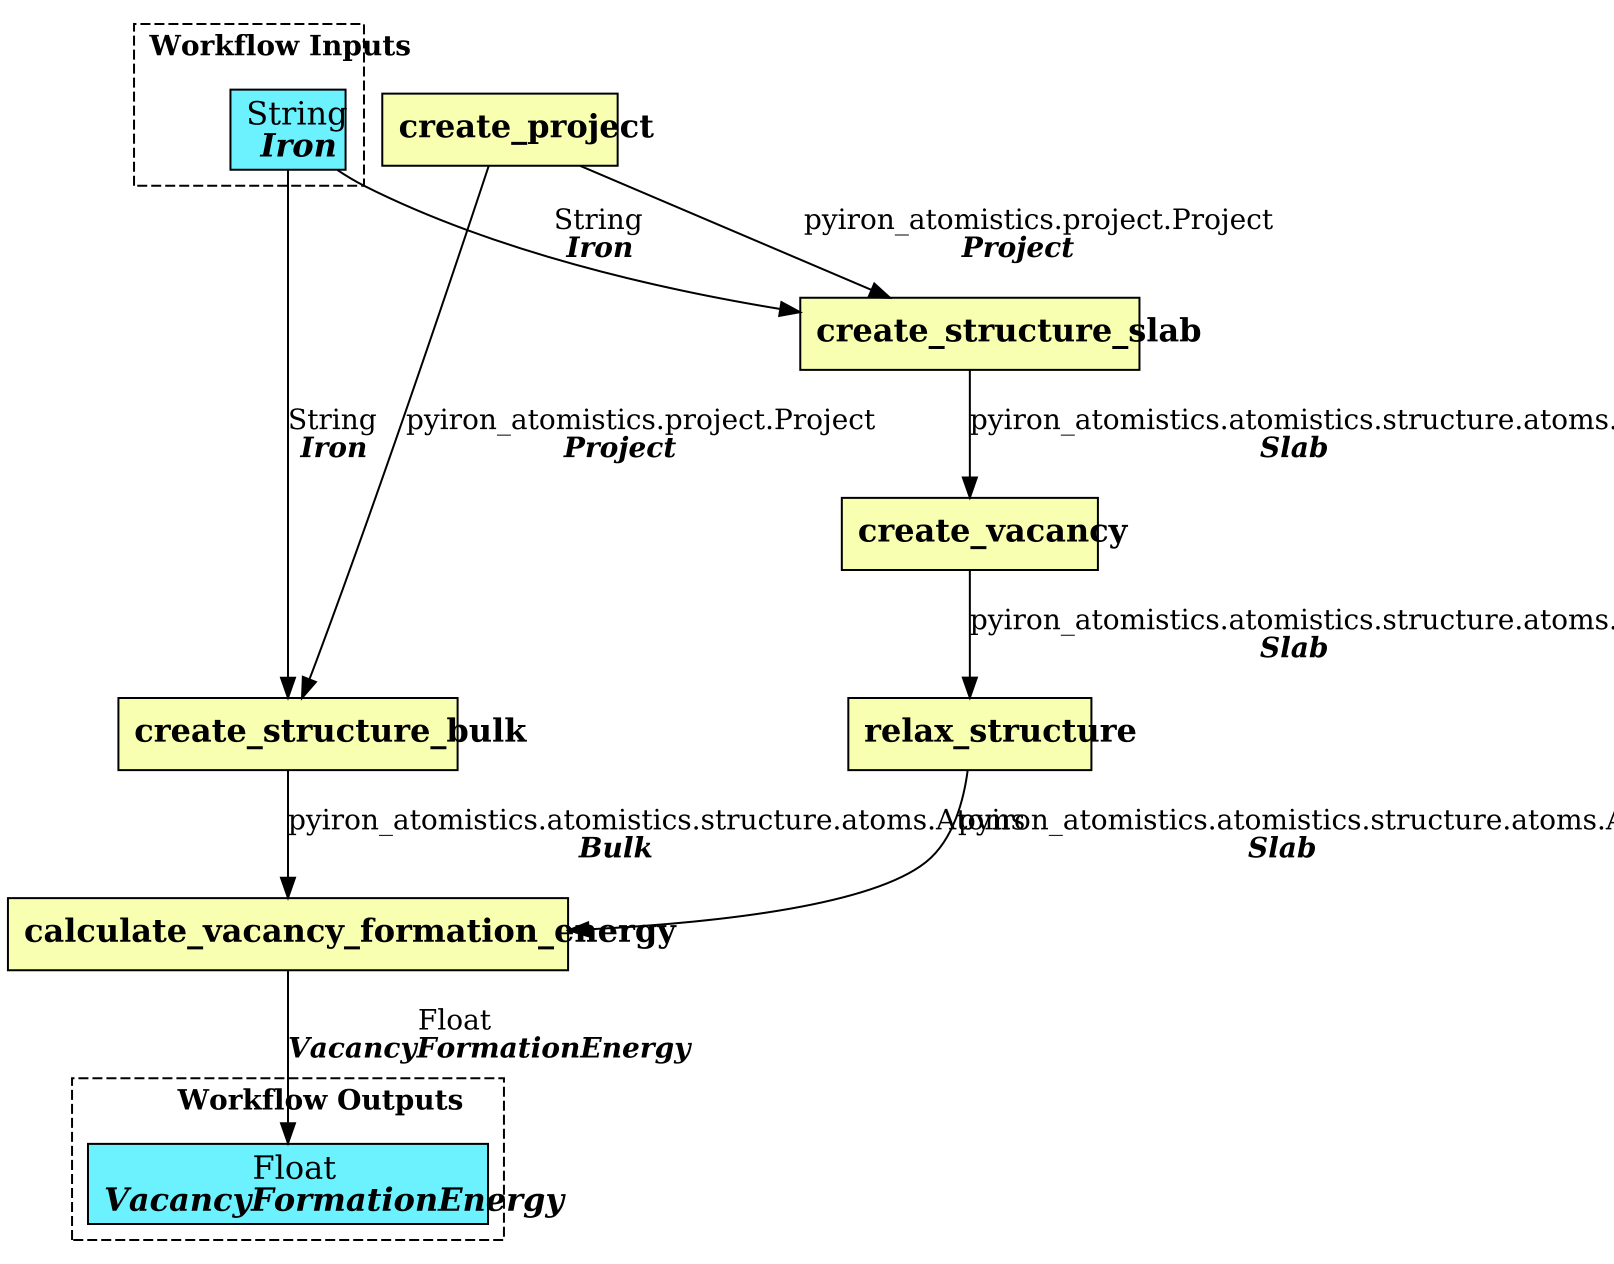 Workflow Inputs
String
Iron
create_project
String
Iron
pyiron_atomistics.project.Project
Project
create_structure_slab
String
Iron
pyiron_atomistics.project.Project
Project
pyiron_atomistics.atomistics.structure.atoms.
Slab
create_vacancy
pyiron_atomistics.atomistics.structure.atoms.
Slab
create_structure_bulk
relax_structure
pyiron_atomistics.atomistics.structure.atoms.Atoms
Bulk
pyiron_atomistics.atomistics.structure.atoms.A
Slab
calculate_vacancy_formation_energy
Float
VacancyFormationEnergy
Workflow Outputs
Float
VacancyFormationEnergy